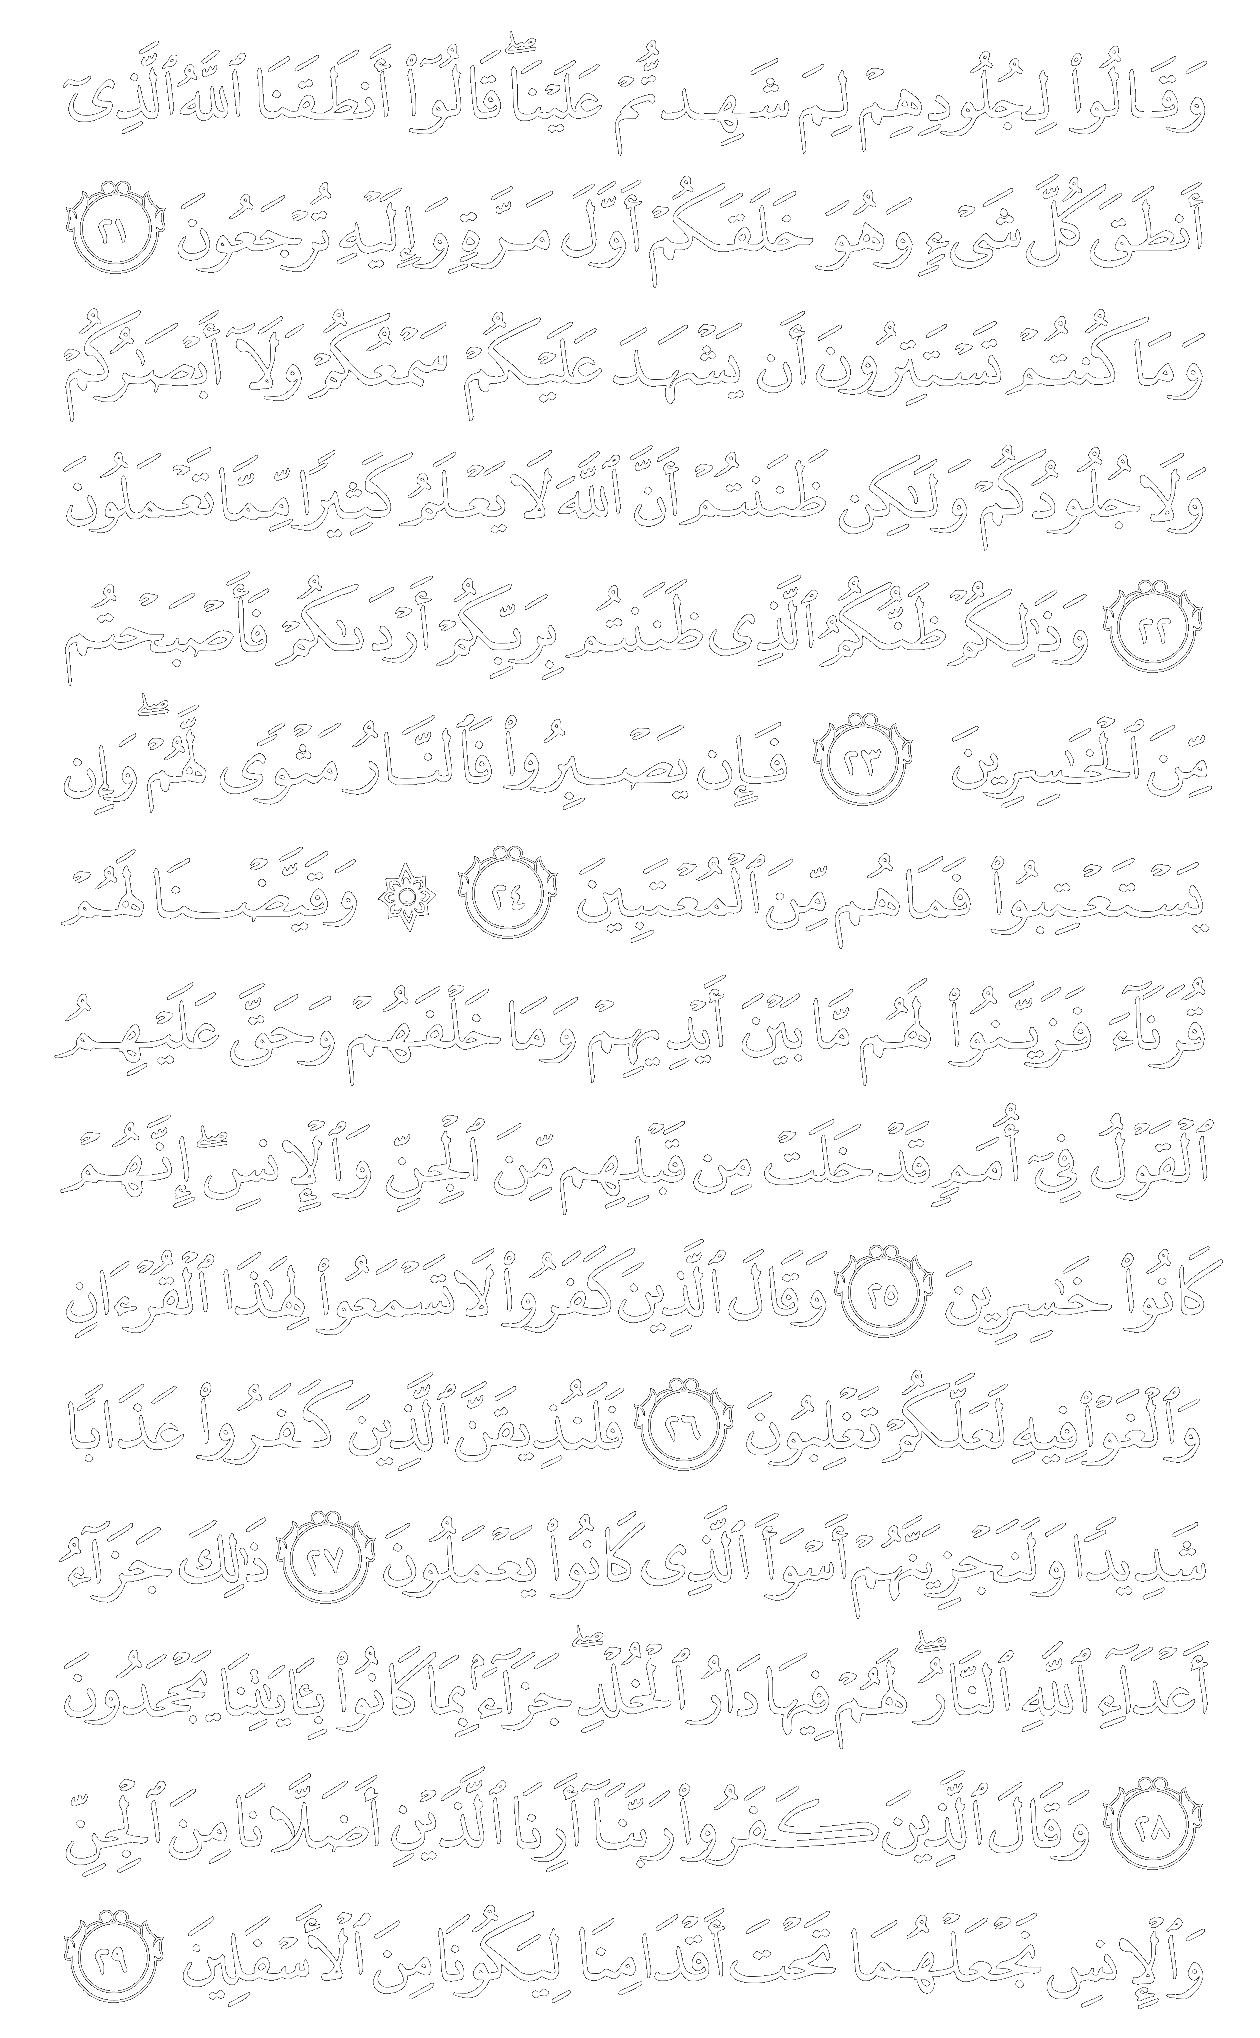 وَقَالُوا۟ لِجُلُودِهِمْ لِمَ شَهِدتُّمْ عَلَيْنَا ۖ قَالُوٓا۟ أَنطَقَنَا ٱللَّهُ ٱلَّذِىٓ
أَنطَقَ كُلَّ شَىْءٍ وَهُوَ خَلَقَكُمْ أَوَّلَ مَرَّةٍ وَإِلَيْهِ تُرْجَعُونَ ٢١
وَمَا كُنتُمْ تَسْتَتِرُونَ أَن يَشْهَدَ عَلَيْكُمْ سَمْعُكُمْ وَلَآ أَبْصَٰرُكُمْ
وَلَا جُلُودُكُمْ وَلَٰكِن ظَنَنتُمْ أَنَّ ٱللَّهَ لَا يَعْلَمُ كَثِيرًا مِّمَّا تَعْمَلُونَ
٢٢ وَذَٰلِكُمْ ظَنُّكُمُ ٱلَّذِى ظَنَنتُم بِرَبِّكُمْ أَرْدَىٰكُمْ فَأَصْبَحْتُم
مِّنَ ٱلْخَٰسِرِينَ ٢٣ فَإِن يَصْبِرُوا۟ فَٱلنَّارُ مَثْوًى لَّهُمْ ۖ وَإِن
يَسْتَعْتِبُوا۟ فَمَا هُم مِّنَ ٱلْمُعْتَبِينَ ٢٤ ۞ وَقَيَّضْنَا لَهُمْ
قُرَنَآءَ فَزَيَّنُوا۟ لَهُم مَّا بَيْنَ أَيْدِيهِمْ وَمَا خَلْفَهُمْ وَحَقَّ عَلَيْهِمُ
ٱلْقَوْلُ فِىٓ أُمَمٍ قَدْ خَلَتْ مِن قَبْلِهِم مِّنَ ٱلْجِنِّ وَٱلْإِنسِ ۖ إِنَّهُمْ
كَانُوا۟ خَٰسِرِينَ ٢٥ وَقَالَ ٱلَّذِينَ كَفَرُوا۟ لَا تَسْمَعُوا۟ لِهَٰذَا ٱلْقُرْءَانِ
وَٱلْغَوْا۟ فِيهِ لَعَلَّكُمْ تَغْلِبُونَ ٢٦ فَلَنُذِيقَنَّ ٱلَّذِينَ كَفَرُوا۟ عَذَابًا
شَدِيدًا وَلَنَجْزِيَنَّهُمْ أَسْوَأَ ٱلَّذِى كَانُوا۟ يَعْمَلُونَ ٢٧ ذَٰلِكَ جَزَآءُ
أَعْدَآءِ ٱللَّهِ ٱلنَّارُ ۖ لَهُمْ فِيهَا دَارُ ٱلْخُلْدِ ۖ جَزَآءًۢ بِمَا كَانُوا۟ بِـَٔايَٰتِنَا يَجْحَدُونَ
٢٨ وَقَالَ ٱلَّذِينَ كَفَرُوا۟ رَبَّنَآ أَرِنَا ٱلَّذَيْنِ أَضَلَّانَا مِنَ ٱلْجِنِّ
وَٱلْإِنسِ نَجْعَلْهُمَا تَحْتَ أَقْدَامِنَا لِيَكُونَا مِنَ ٱلْأَسْفَلِينَ ٢٩